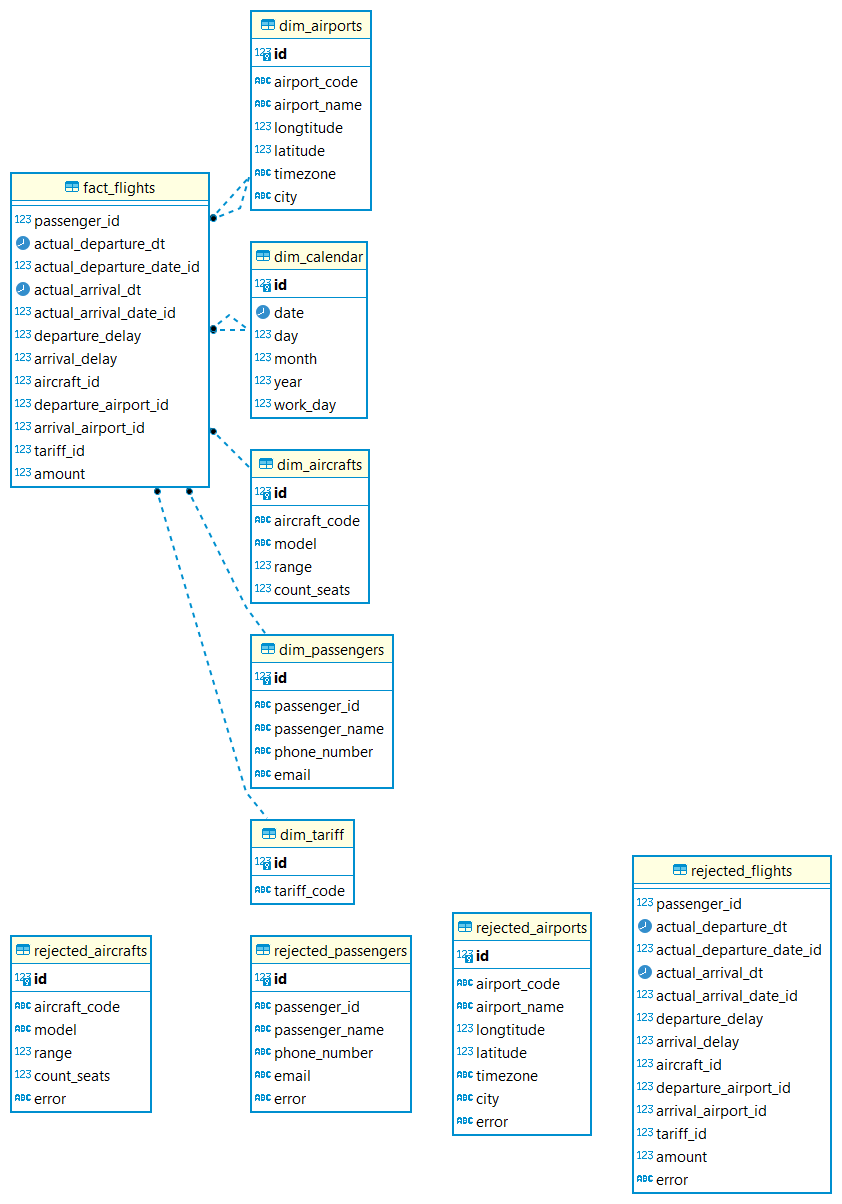 dim_airports
123 id
ABC airport_code
ABC airport_name
123 longtitude
123 latitude
ABC timezone
ABC city
fact_flights
123 passenger_id
actual_departure_dt
123 actual_departure_date_id
actual_arrival_dt
123 actual_arrival_date_id
123 departure_delay
123 arrival_delay
123 aircraft_id
123 departure_airport_id
123 arrival_airport_id
123 tariff_id
123 amount
dim_calendar
123 id
date
123 day
123 month
123 year
123 work_day
dim_aircrafts
123 id
ABC aircraft_code
ABC model
123 range
123 count_seats
dim_passengers
123 id
ABC passenger_id
ABC passenger_name
ABC phone_number
ABC email
dim_tariff
123 id
ABC tariff_code
rejected_aircrafts
123 id
ABC aircraft_code
ABC model
123 range
123 count_seats
ABC error
rejected_passengers
123 id
ABC passenger_id
ABC passenger_name
ABC phone_number
ABC email
ABC error
rejected_airports
123 id
ABC airport_code
ABC airport_name
123 longtitude
123 latitude
ABC timezone
ABC city
ABC error
rejected_flights
123 passenger_id
actual_departure_dt
123 actual_departure_date_id
actual_arrival_dt
123 actual_arrival_date_id
123 departure_delay
123 arrival_delay
123 aircraft_id
123 departure_airport_id
123 arrival_airport_id
123 tariff_id
123 amount
ABC error